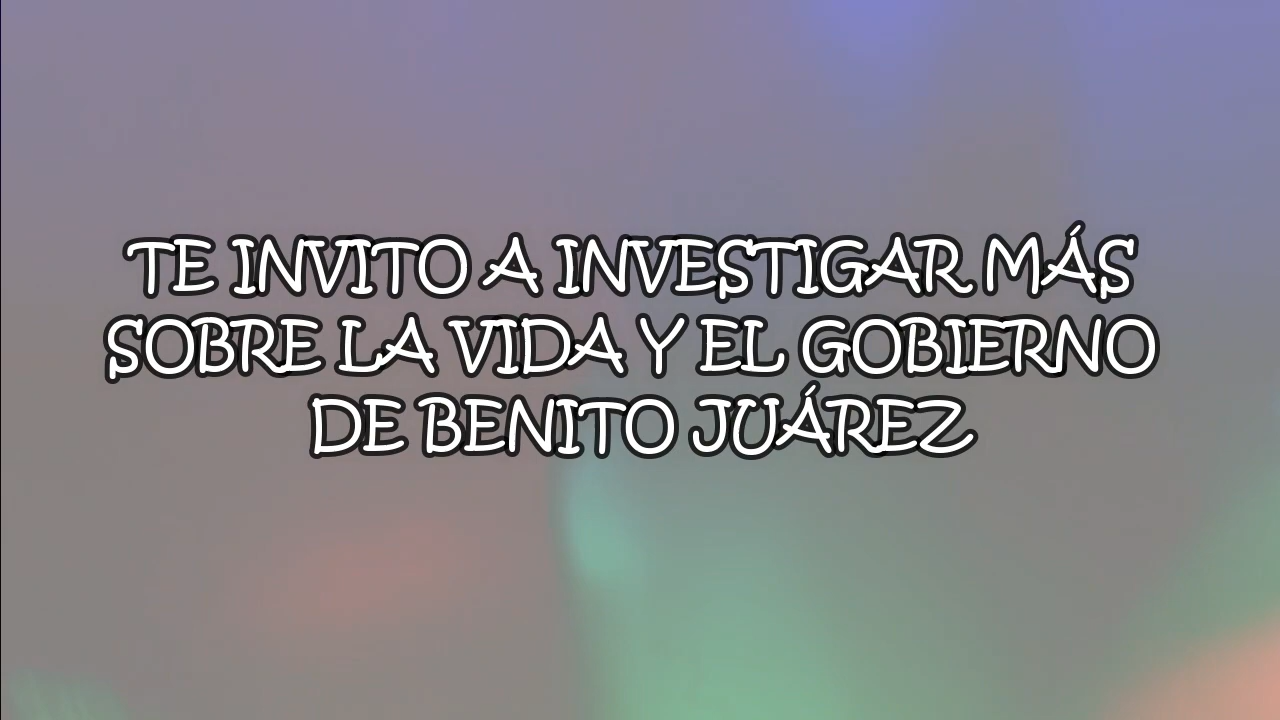 TE INVITO A INVESTIGAR MÁS
SOBRE LA VIDA Y EL GOBIERNO
DE BENITO JUÁREZ